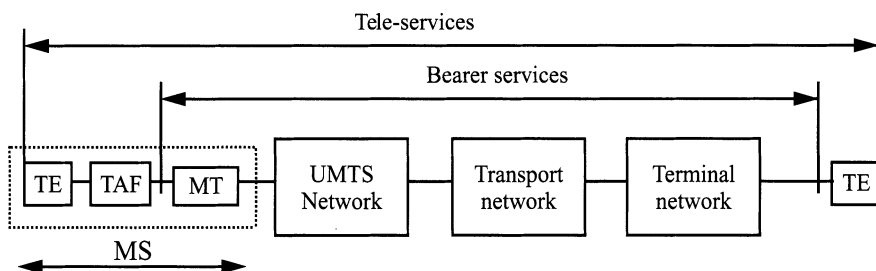 Tele-services
Bearer services
TE
TAF
MT
UMTS
Network
Transport
network
Terminal
network
TE
MS